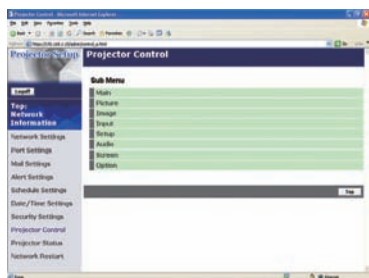 Projector Control - Microsoft Internet Explorer
Projector Setup
Projector Control
Sub Menu
Logoff
Main
Picture
Top:
Network
Information
Image
Input
Setup
Audio
Screen
Option
Network Settings
Port Settings
Mail Settings
Alert Settings
Schedule Settings
Date/Time Settings
Security Settings
Projector Control
Projector Status
Network Restart
Top